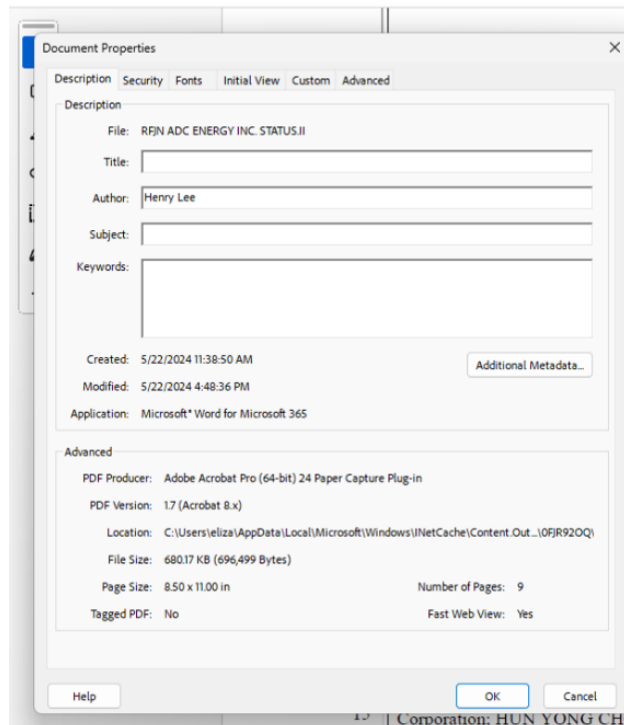 Document Properties
Description Security Fonts Initial View Custom Advanced
Description
File: RFJN ADC ENERGY INC. STATUS.II
Title:
Author: Henry Lee
Subject:
Keywords:
Created: 5/22/2024 11:38:50 AM
Additional Metadata...
Modified: 5/22/2024 4:48:36 PM
Application: Microsoft® Word for Microsoft 365
Advanced
PDF Producer: Adobe Acrobat Pro (64-bit) 24 Paper Capture Plug-in
PDF Version: 1.7 (Acrobat 8.x)
Location: C:\Users\eliza\AppData\Local\Microsoft\Windows\INetCache\Content.Out...\0FJR92OQ\
File Size: 680.17 KB (696,499 Bytes)
Page Size: 8.50 x 11.00 in Number of Pages: 9
Tagged PDF: No Fast Web View: Yes
Help OK Cancel
15 Corporation; HUN YONG CH